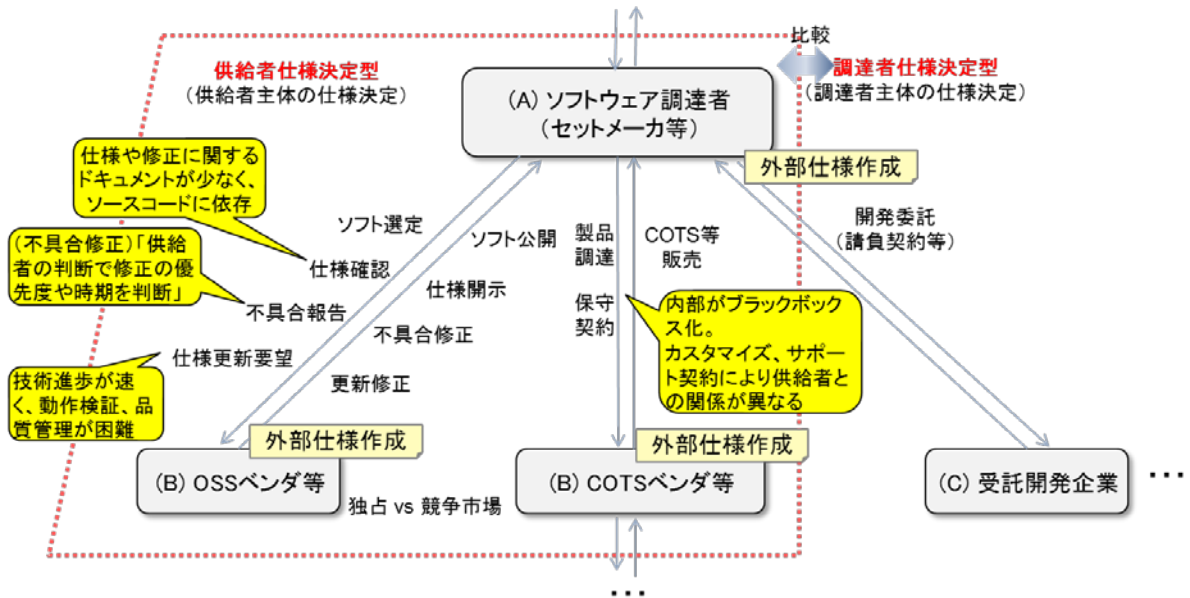 比較
供給者仕様決定型
(供給者主体の仕様決定)
調達者仕様決定型
(調達者主体の仕様決定)
(A) ソフトウェア調達者
(セットメーカ等)
外部仕様作成
仕様や修正に関する
ドキュメントが少なく、
ソースコードに依存
(不具合修正)「供給
者の判断で修正の優
先度や時期を判断」
技術進歩が速
く、動作検証、品
質管理が困難
ソフト選定
仕様確認
不具合報告
仕様更新要望
ソフト公開
仕様開示
不具合修正
更新修正
製品
調達
保守
契約
COTS等
販売
内部がブラックボック
ス化。
カスタマイズ、サポー
ト契約により供給者と
の関係が異なる
開発委託
(請負契約等)
外部仕様作成
(B) OSSベンダ等
独占 vs 競争市場
外部仕様作成
(B) COTSベンダ等
(C) 受託開発企業
…
…